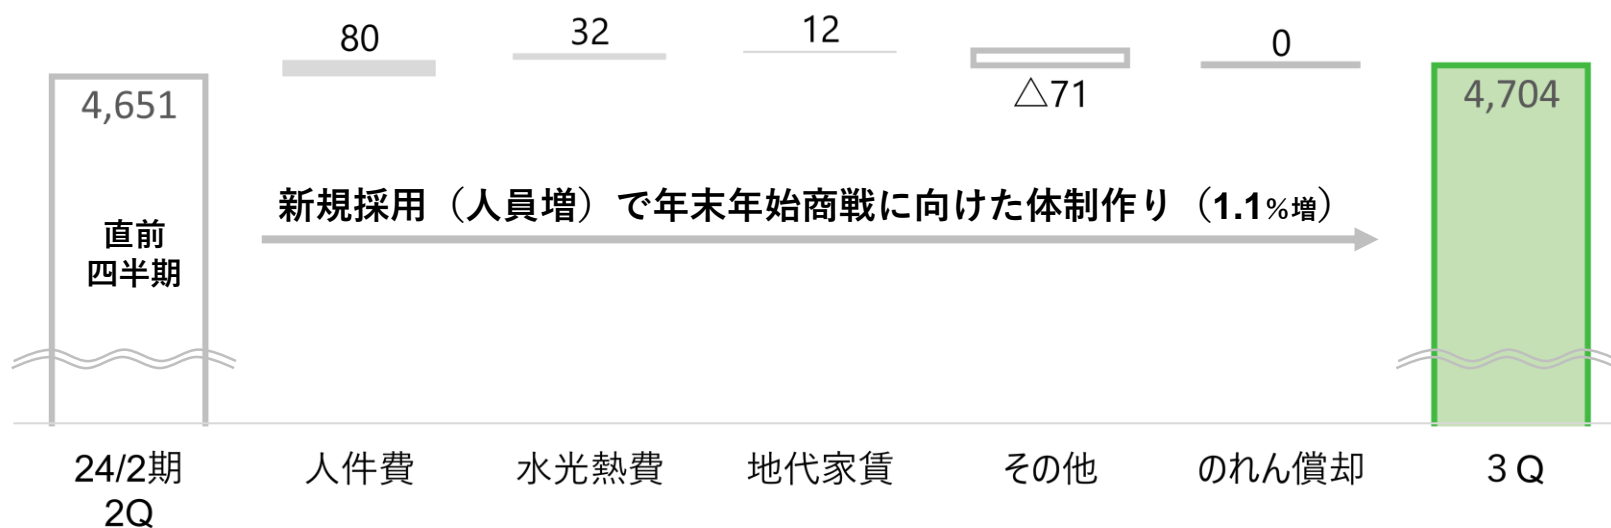 80
32
12
0
4,651
△71
4,704
新規採用（人員増）で年末年始商戦に向けた体制作り（1.1%増）
直前
四半期
24/2期
2Q
人件費
水光熱費
地代家賃
その他
のれん償却
3 Q